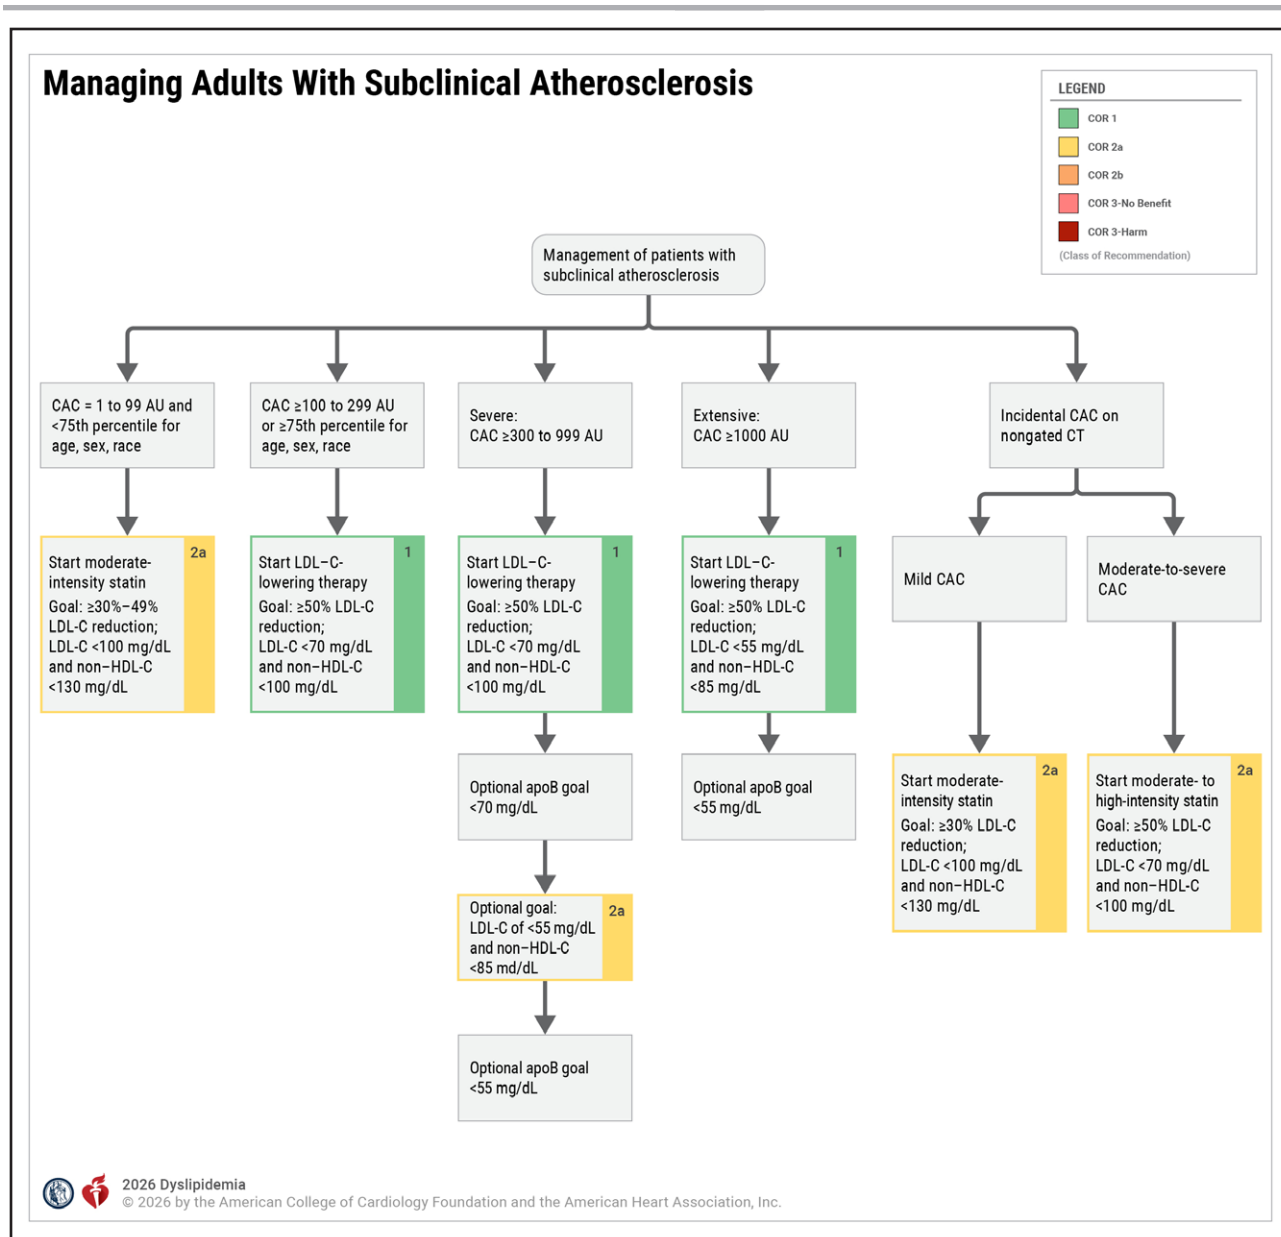 Managing Adults With Subclinical Atherosclerosis
LEGEND
COR 1
COR 2a
COR 2b
COR 3-No Benefit
COR 3-Harm
(Class of Recommendation)
Management of patients with
subclinical atherosclerosis
CAC = 1 to 99 AU and
<75th percentile for
age, sex, race
CAC ≥100 to 299 AU
or ≥75th percentile for
age, sex, race
Severe:
CAC ≥300 to 999 AU
Extensive:
CAC ≥1000 AU
Incidental CAC on
nongated CT
2a
Start moderate-
intensity statin
Goal: ≥30%–49%
LDL-C reduction;
LDL-C <100 mg/dL
and non–HDL-C
<130 mg/dL
1
Start LDL–C-
lowering therapy
Goal: ≥50% LDL-C
reduction;
LDL-C <70 mg/dL
and non–HDL-C
<100 mg/dL
1
Start LDL–C-
lowering therapy
Goal: ≥50% LDL-C
reduction;
LDL-C <70 mg/dL
and non–HDL-C
<100 mg/dL
1
Start LDL–C-
lowering therapy
Goal: ≥50% LDL-C
reduction;
LDL-C <55 mg/dL
and non–HDL-C
<85 mg/dL
Mild CAC
Moderate-to-severe
CAC
Optional apoB goal
<70 mg/dL
Optional apoB goal
<55 mg/dL
2a
Start moderate-
intensity statin
Goal: ≥30% LDL-C
reduction;
LDL-C <100 mg/dL
and non–HDL-C
<130 mg/dL
2a
Start moderate- to
high-intensity statin
Goal: ≥50% LDL-C
reduction;
LDL-C <70 mg/dL
and non–HDL-C
<100 mg/dL
2a
Optional goal:
LDL-C of <55 mg/dL
and non–HDL-C
<85 md/dL
Optional apoB goal
<55 mg/dL
2026 Dyslipidemia
© 2026 by the American College of Cardiology Foundation and the American Heart Association, Inc.